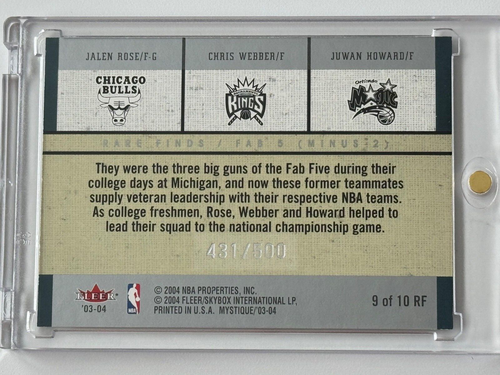 JALEN ROSE/F-G CHRIS WEBBER/F JUWAN HOWARD/F
CHICAGO
BULLS
KINGS
Orlando
MAGIC
RARE FINDS / FAB 5 (MINUS 2)
They were the three big guns of the Fab Five during their
college days at Michigan, and now these former teammates
supply veteran leadership with their respective NBA teams.
As college freshmen, Rose, Webber and Howard helped to
lead their squad to the national championship game.
431/500
FLEER
'03-04
NBA
© 2004 NBA PROPERTIES, INC.
© 2004 FLEER/SKYBOX INTERNATIONAL LP.
PRINTED IN U.S.A. MYSTIQUE/'03-04
9 of 10 RF